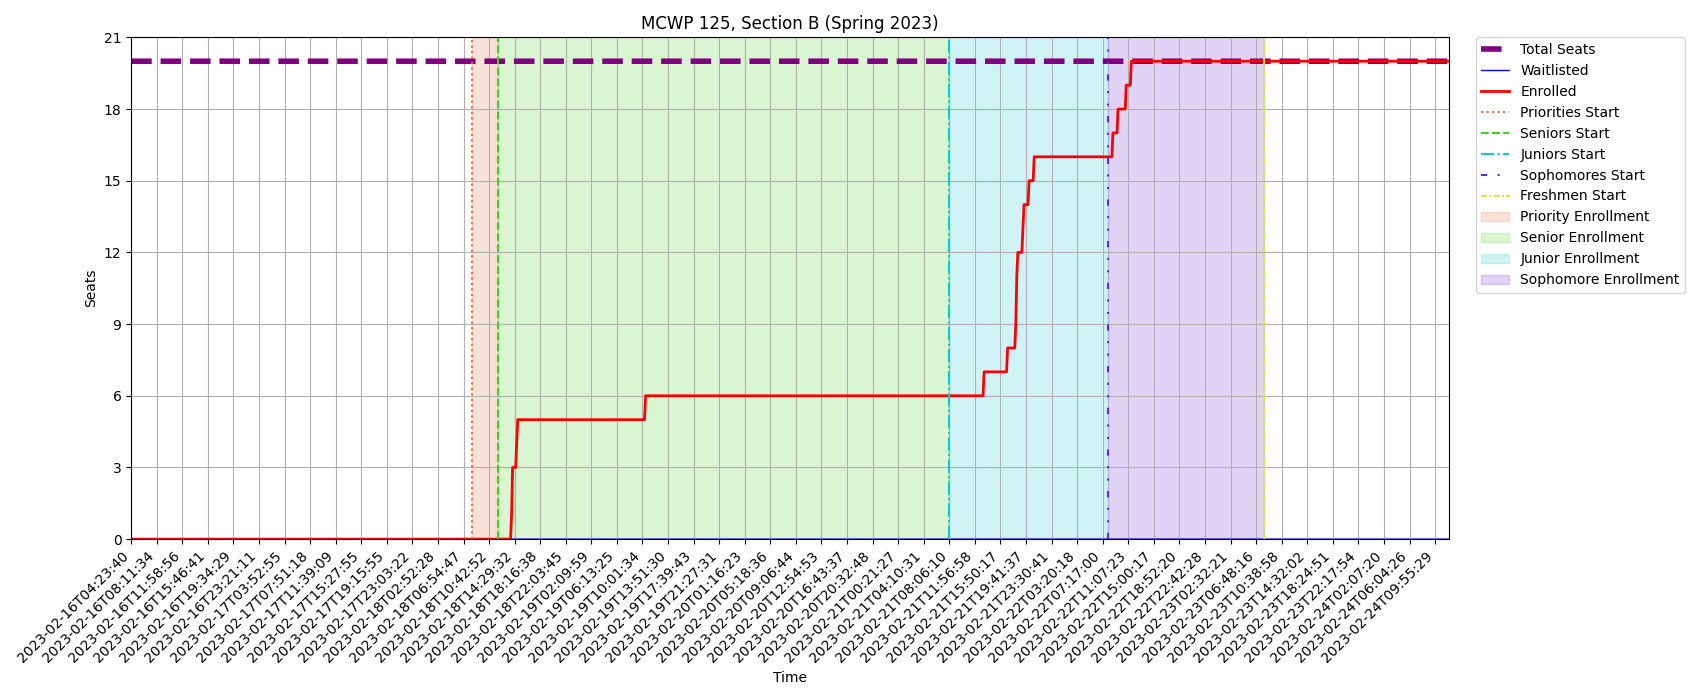 MCWP 125, Section B (Spring 2023)
21
18
15
12
9
6
3
0
Seats
2023-02-16T04:23:40
2023-02-16T08:11:34
2023-02-16T11:58:56
2023-02-16T15:46:41
2023-02-16T19:34:29
2023-02-16T23:21:11
2023-02-17T03:52:55
2023-02-17T07:51:18
2023-02-17T11:39:09
2023-02-17T15:27:55
2023-02-17T19:15:55
2023-02-17T23:03:22
2023-02-18T02:52:28
2023-02-18T06:54:47
2023-02-18T10:42:52
2023-02-18T14:29:32
2023-02-18T18:16:38
2023-02-18T22:03:45
2023-02-19T02:09:59
2023-02-19T06:13:25
2023-02-19T10:01:34
2023-02-19T13:51:30
2023-02-19T17:39:43
2023-02-19T21:27:31
2023-02-20T01:16:23
2023-02-20T05:18:36
2023-02-20T09:06:44
2023-02-20T12:54:53
2023-02-20T16:43:37
2023-02-20T20:32:48
2023-02-21T00:21:27
2023-02-21T04:10:31
2023-02-21T08:06:10
2023-02-21T11:56:58
2023-02-21T15:50:17
2023-02-21T19:41:37
2023-02-21T23:30:41
2023-02-22T03:20:18
2023-02-22T07:17:00
2023-02-22T11:07:23
2023-02-22T15:00:17
2023-02-22T18:52:20
2023-02-22T22:42:28
2023-02-23T02:32:21
2023-02-23T06:48:16
2023-02-23T10:38:58
2023-02-23T14:32:02
2023-02-23T18:24:51
2023-02-23T22:17:54
2023-02-24T02:07:20
2023-02-24T06:04:26
2023-02-24T09:55:29
Time
Total Seats
Waitlisted
Enrolled
Priorities Start
Seniors Start
Juniors Start
Sophomores Start
Freshmen Start
Priority Enrollment
Senior Enrollment
Junior Enrollment
Sophomore Enrollment